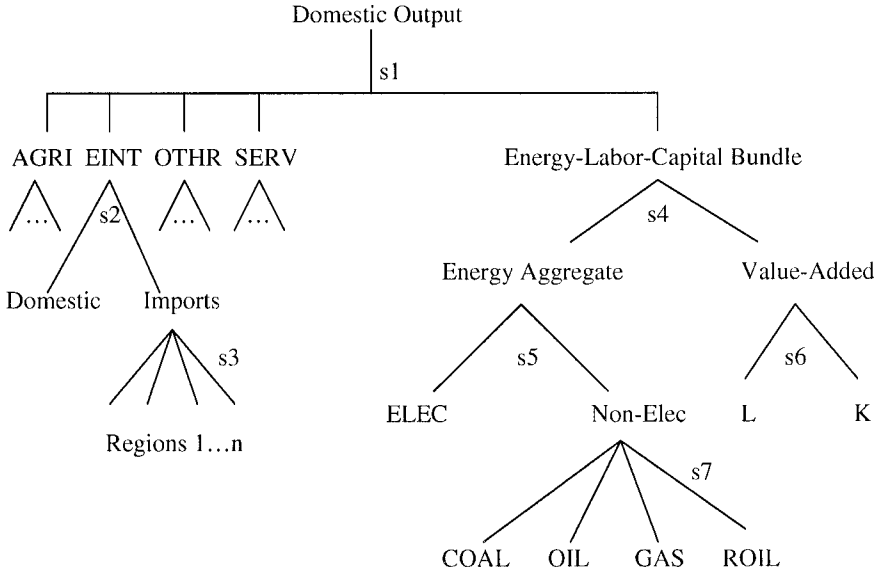 Domestic Output
s1
AGRI EINT OTHR SERV
Energy-Labor-Capital Bundle
... s2 ... ...
s4
Domestic Imports
Energy Aggregate Value-Added
s3
s5 s6
Regions 1...n
ELEC Non-Elec L K
s7
COAL OIL GAS ROIL